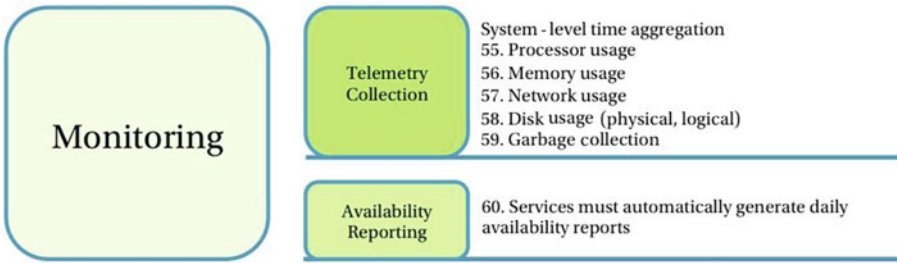 Monitoring
Telemetry
Collection
System - level time aggregation
55. Processor usage
56. Memory usage
57. Network usage
58. Disk usage (physical, logical)
59. Garbage collection
Availability
Reporting
60. Services must automatically generate daily
availability reports